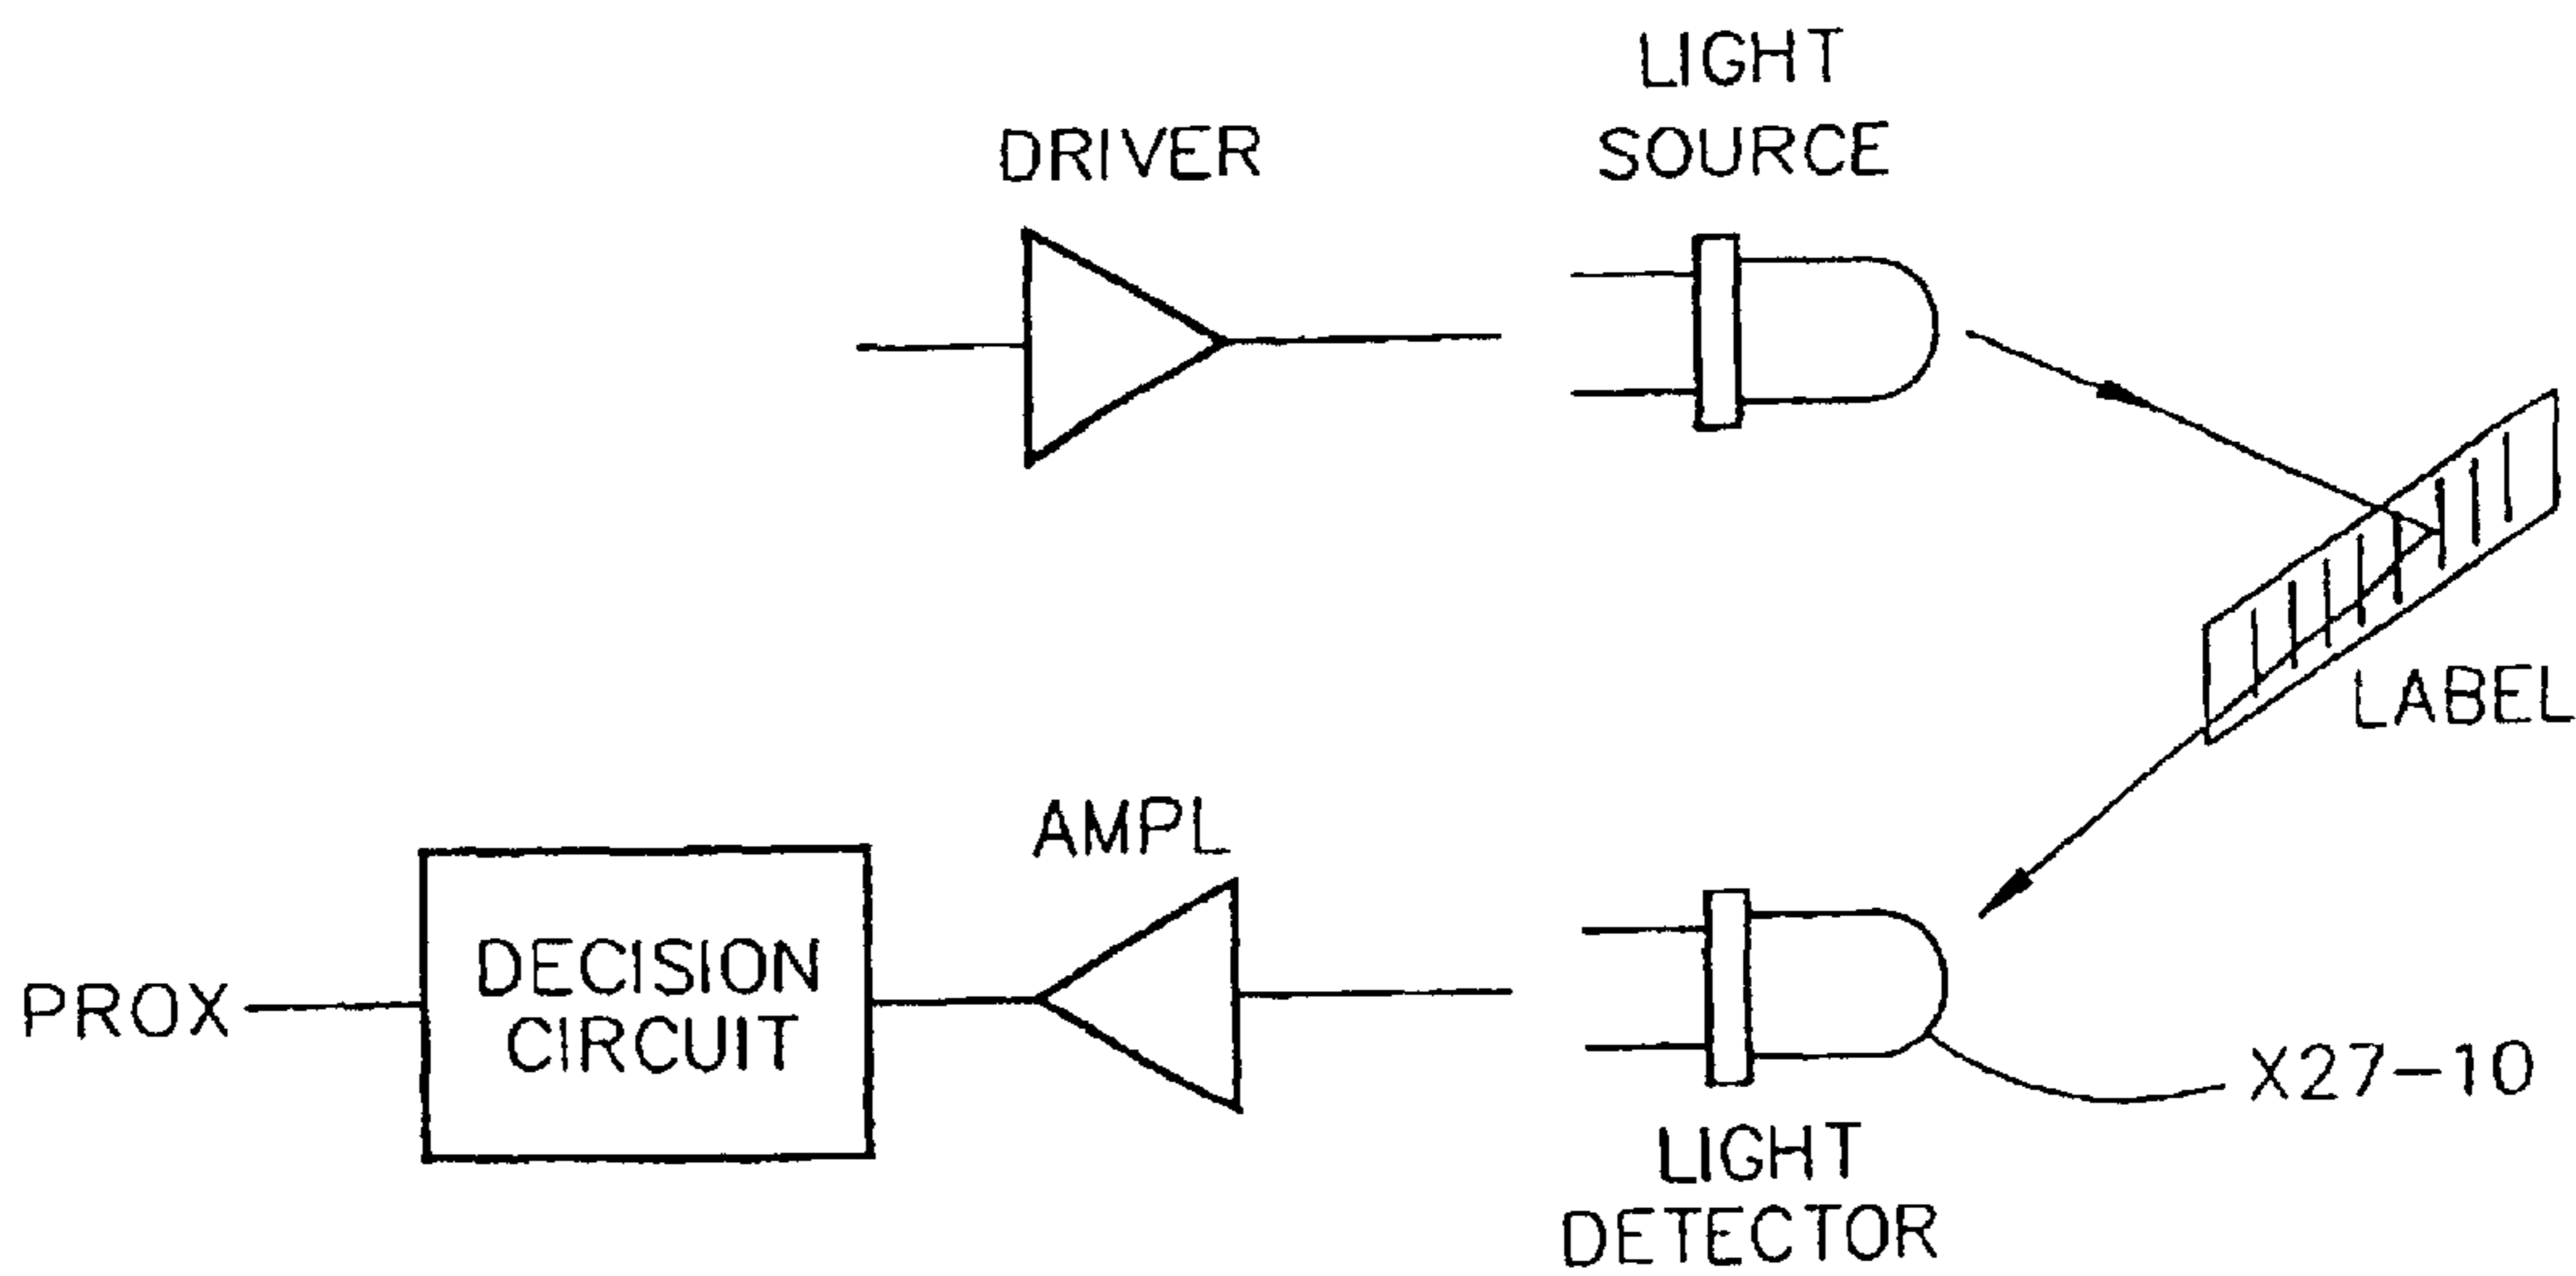 LIGHT
SOURCE
DRIVER
LABEL
AMPL
DECISION
CIRCUIT
PROX
X27-10
LIGHT
DETECTOR